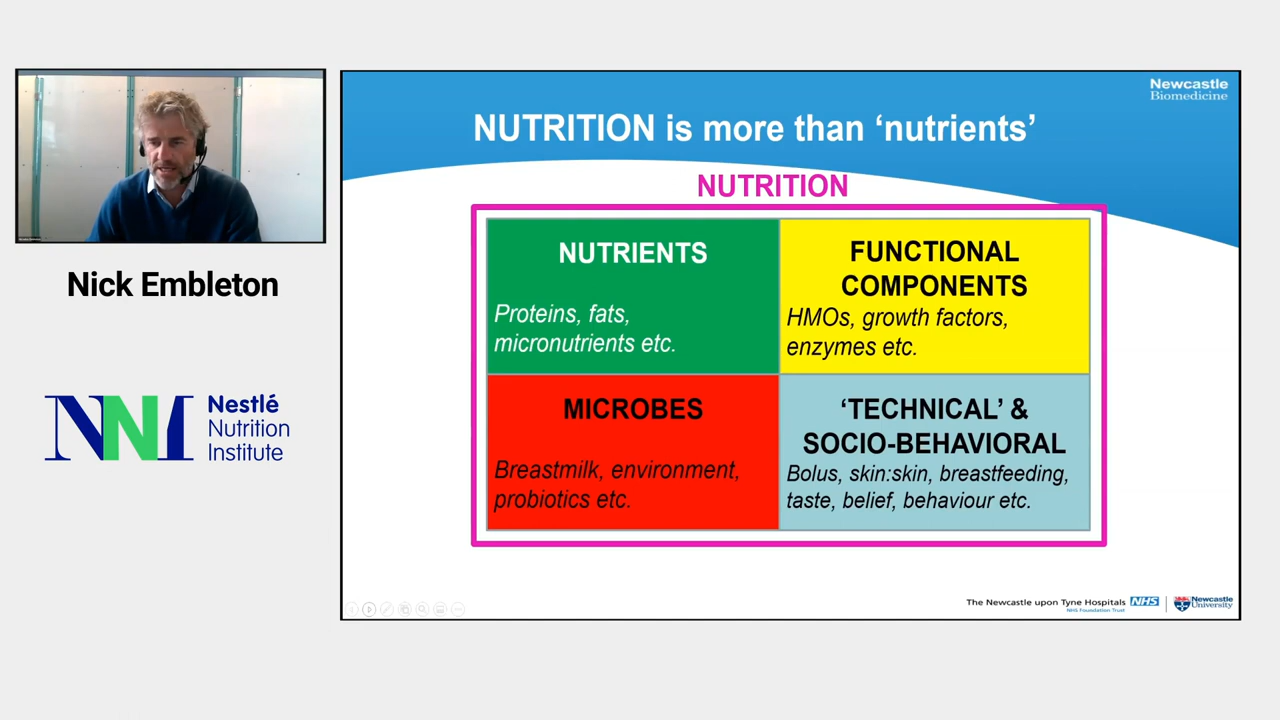 Newcastle
Biomedicine
NUTRITION is more than ‘nutrients’
NUTRITION
NUTRIENTS
Proteins, fats,
micronutrients etc.
FUNCTIONAL
COMPONENTS
HMOs, growth factors,
enzymes etc.
MICROBES
Breastmilk, environment,
probiotics etc.
‘TECHNICAL’ &
SOCIO-BEHAVIORAL
Bolus, skin:skin, breastfeeding,
taste, belief, behaviour etc.
Nick Embleton
NNI
Nestlé
Nutrition
Institute
The Newcastle upon Tyne Hospitals NHS
NHS Foundation Trust
Newcastle
University